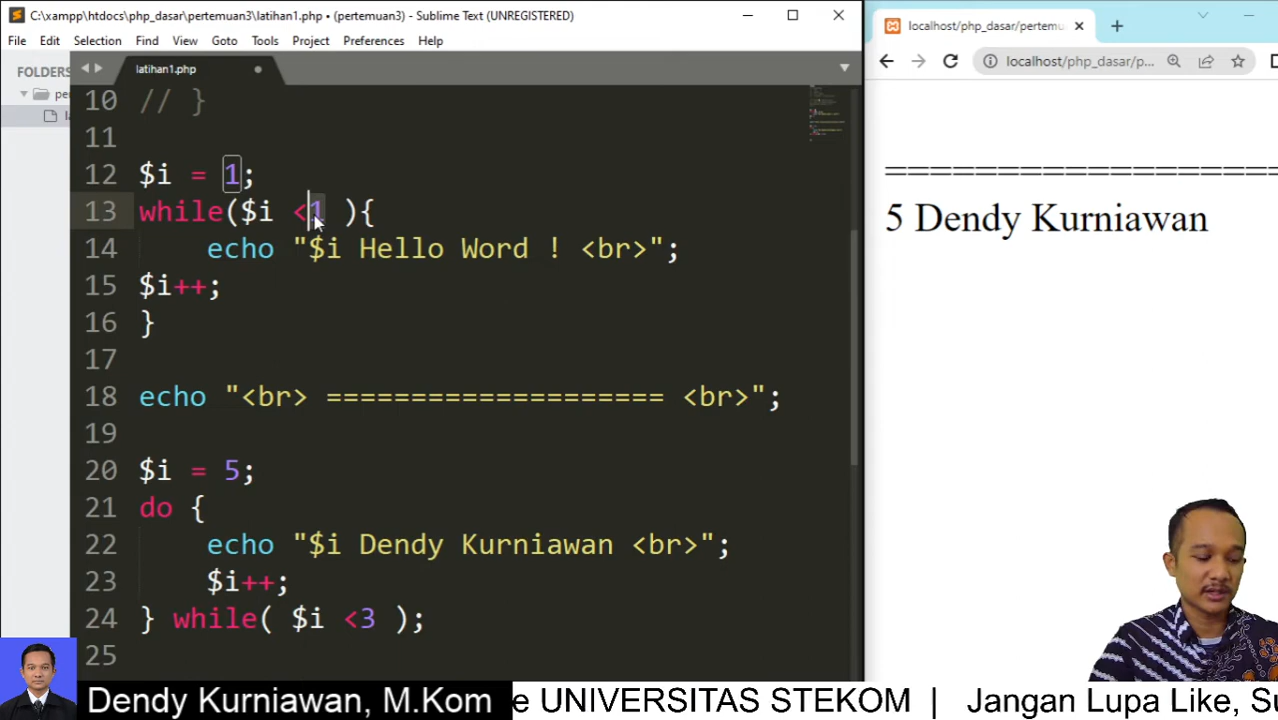 C:\xampp\htdocs\php_dasar\pertemuan3\latihan1.php • (pertemuan3) - Sublime Text (UNREGISTERED)
File Edit Selection Find View Goto Tools Project Preferences Help
FOLDERS
latihan1.php
10 // }
11
12 $i = 1;
13 while($i <1 ){
14 echo "$i Hello Word ! <br>";
15 $i++;
16 }
17
18 echo "<br> ==================== <br>";
19
20 $i = 5;
21 do {
22 echo "$i Dendy Kurniawan <br>";
23 $i++;
24 } while( $i <3 );
25
localhost/php_dasar/pertemu
localhost/php_dasar/p...
====================
5 Dendy Kurniawan
Dendy Kurniawan, M.Kom
e UNIVERSITAS STEKOM | Jangan Lupa Like, Su